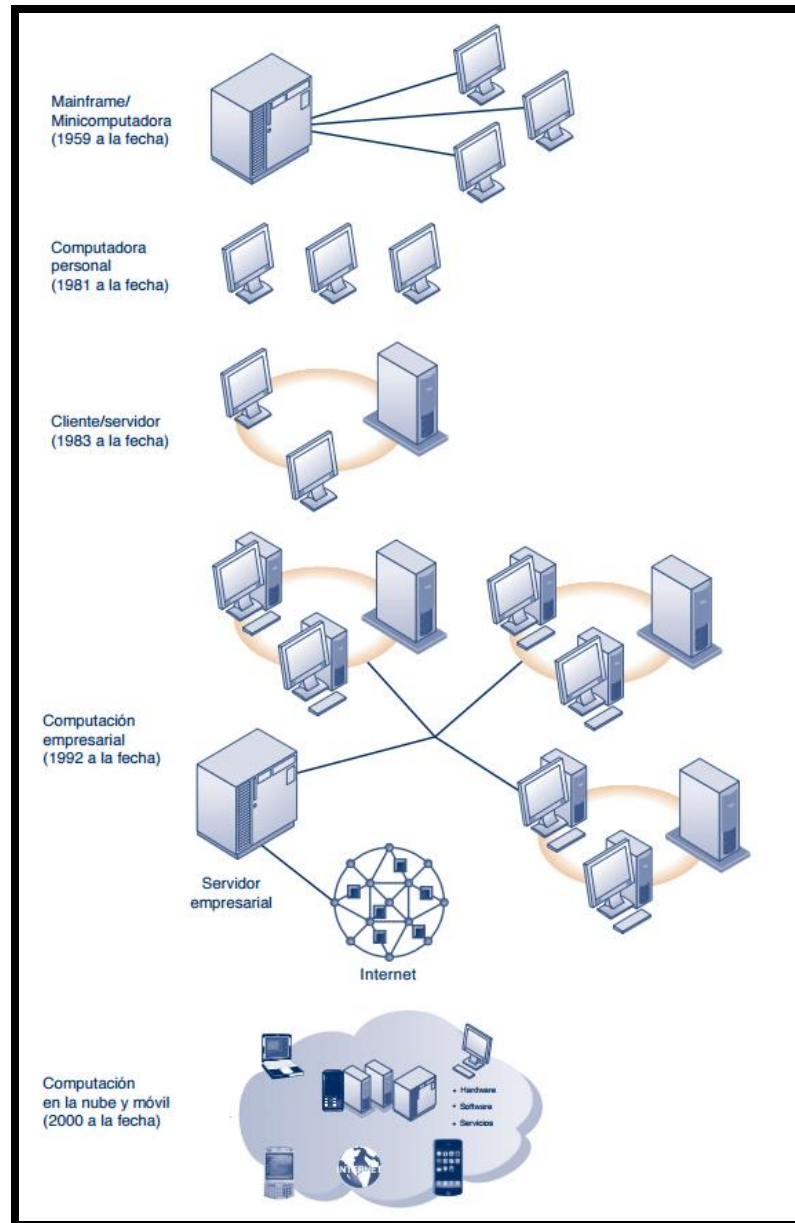 Mainframe/
Minicomputadora
(1959 a la fecha)
Computadora
personal
(1981 a la fecha)
Cliente/servidor
(1983 a la fecha)
Computación
empresarial
(1992 a la fecha)
Servidor
empresarial
Internet
Computación
en la nube y móvil
(2000 a la fecha)
• Hardware
• Software
• Servicios
INTERNET